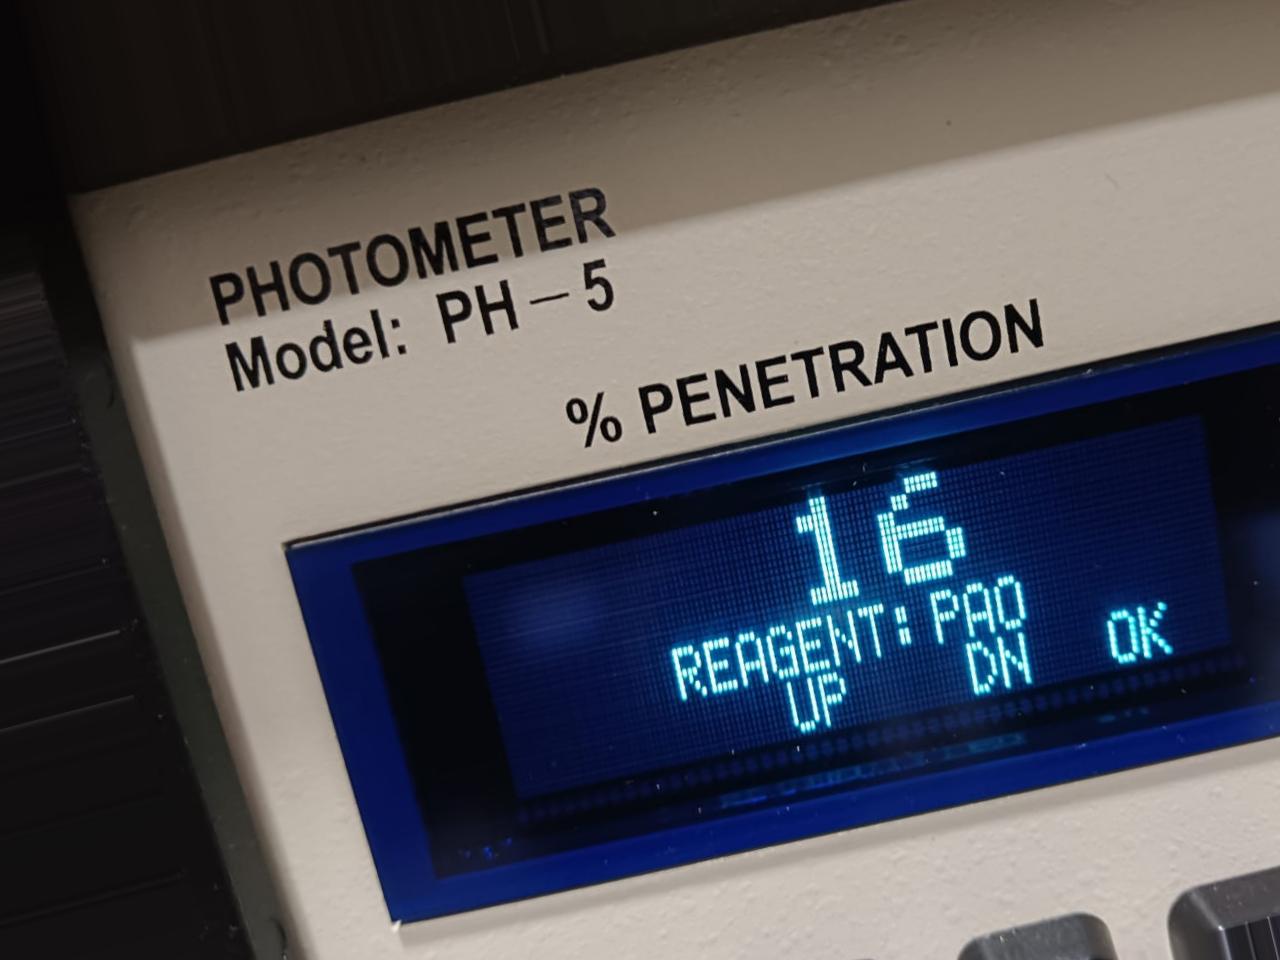 PHOTOMETER
Model: PH – 5
% PENETRATION
16
REAGENT: PAO
UP DN OK